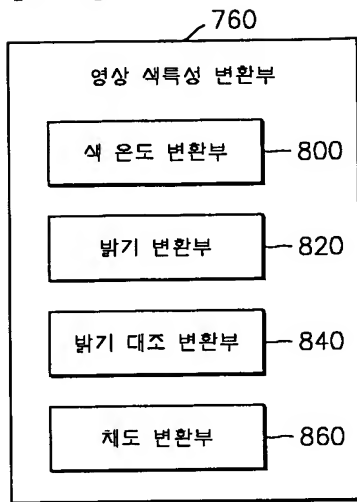 760
영상 색특성 변환부
색 온도 변환부 800
밝기 변환부 820
밝기 대조 변환부 840
채도 변환부 860